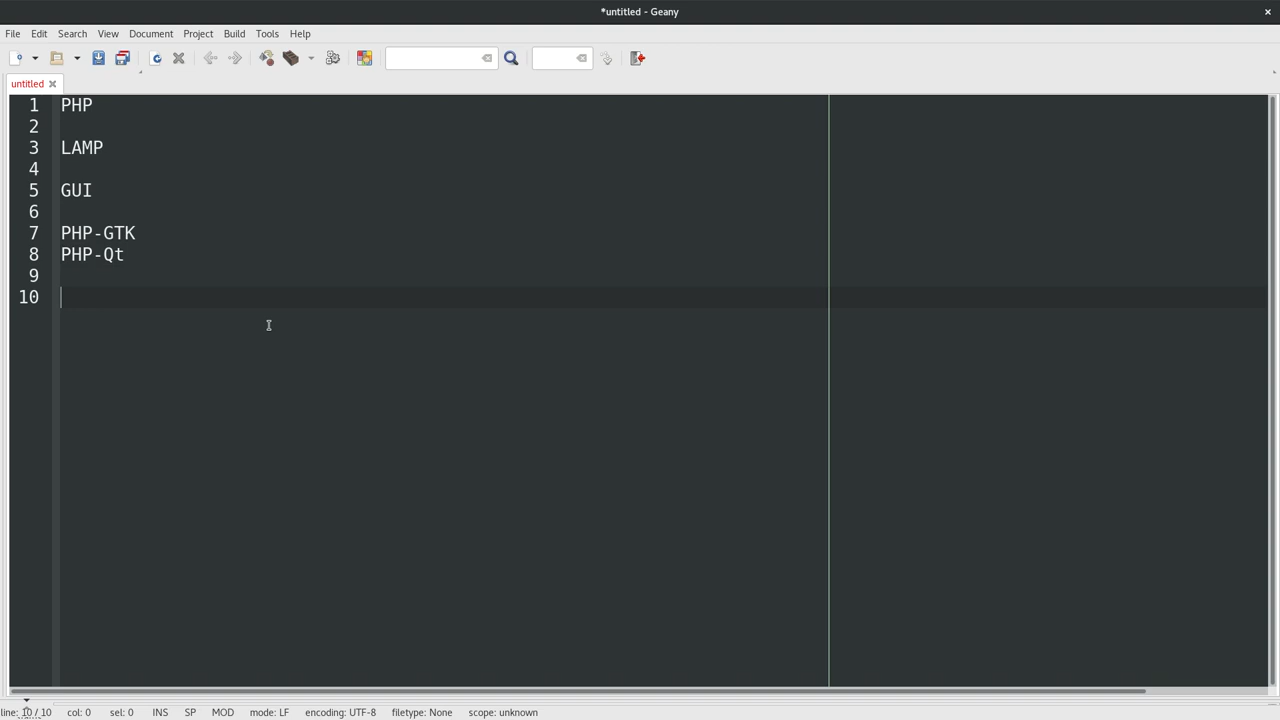 *untitled - Geany
×
File Edit Search View Document Project Build Tools Help
untitled
1 PHP
2
3 LAMP
4
5 GUI
6
7 PHP-GTK
8 PHP-Qt
9
10
line: 10 / 10 col: 0 sel: 0 INS SP MOD mode: LF encoding: UTF-8 filetype: None scope: unknown